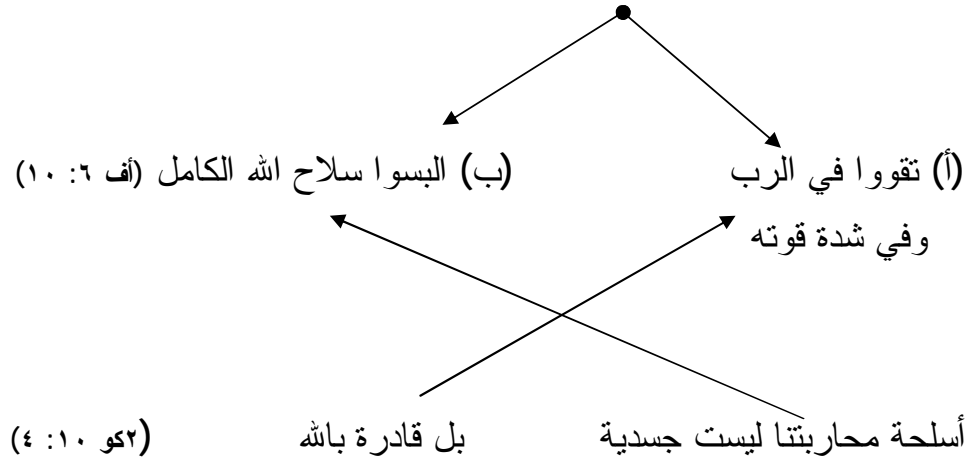 (أ) تقووا في الرب (ب) البسوا سلاح الله الكامل (أف ٦: ١٠)
وفي شدة قوته
أسلحة محاربتنا ليست جسدية بل قادرة بالله (٢كو ١٠: ٤)